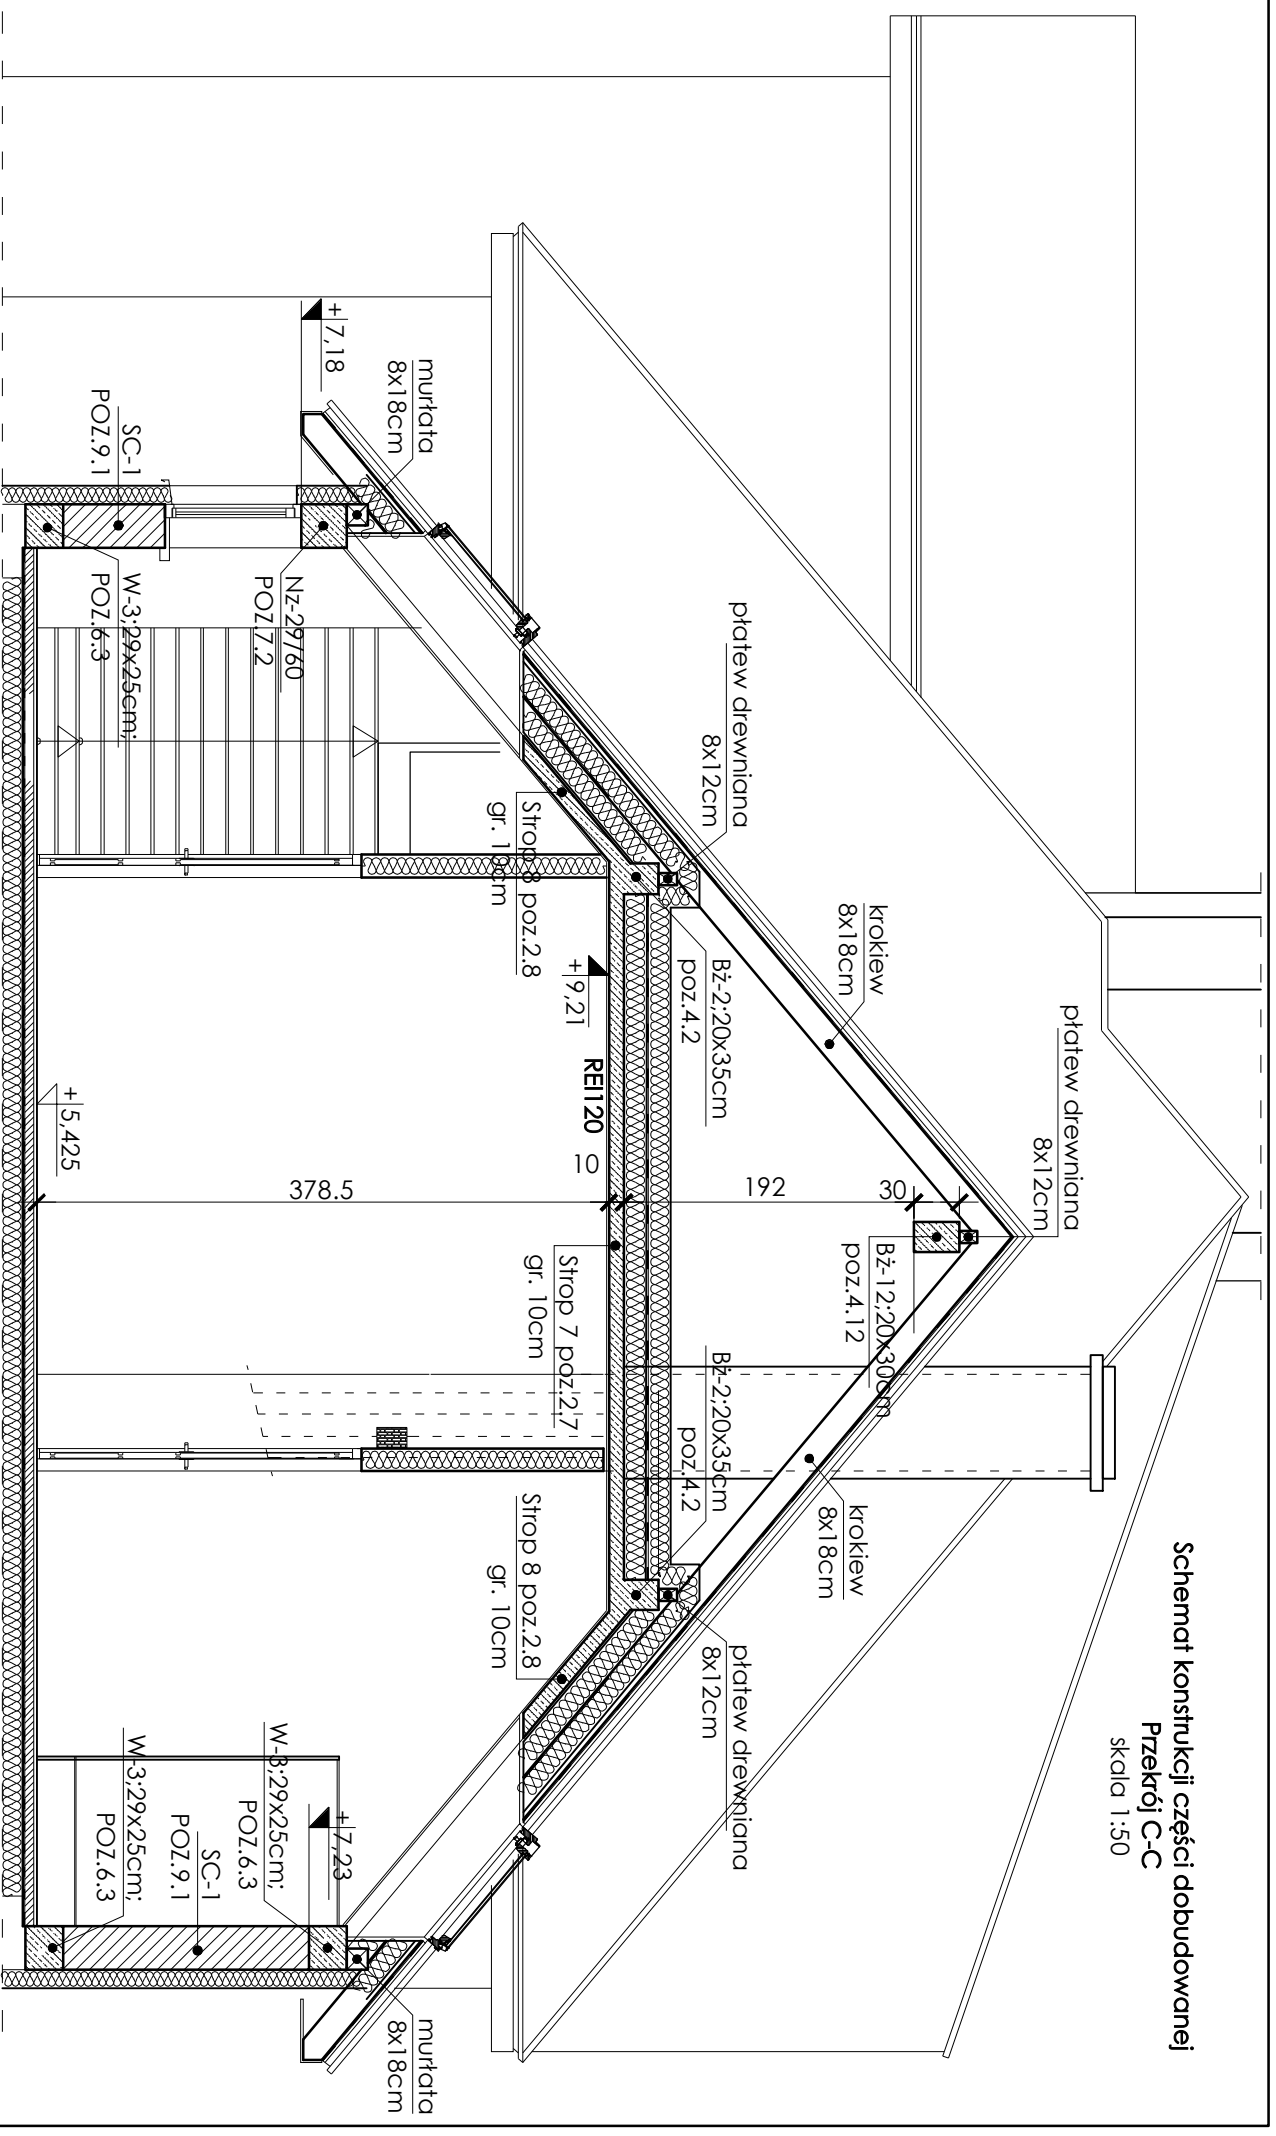 Schemat konstrukcji części dobudowanej
Przekrój C-C
skala 1:50
płatew drewniana
8x12cm
krokiew
8x18cm
Bż-12;20x30cm
poz.4.12
krokiew
8x18cm
płatew drewniana
8x12cm
Bż-2;20x35cm
poz.4.2
Bż-2;20x35cm
poz.4.2
płatew drewniana
8x12cm
30
192
10
378.5
REI120
+9,21
Strop 8 poz.2.8
gr. 10cm
Strop 7 poz.2.7
gr. 10cm
Strop 8 poz.2.8
gr. 10cm
murłata
8x18cm
murłata
8x18cm
+7,18
+7,23
Nz-29/60
POZ.7.2
W-3;29x25cm;
POZ.6.3
SC-1
POZ.9.1
W-3;29x25cm;
POZ.6.3
SC-1
POZ.9.1
W-3;29x25cm;
POZ.6.3
+5,425